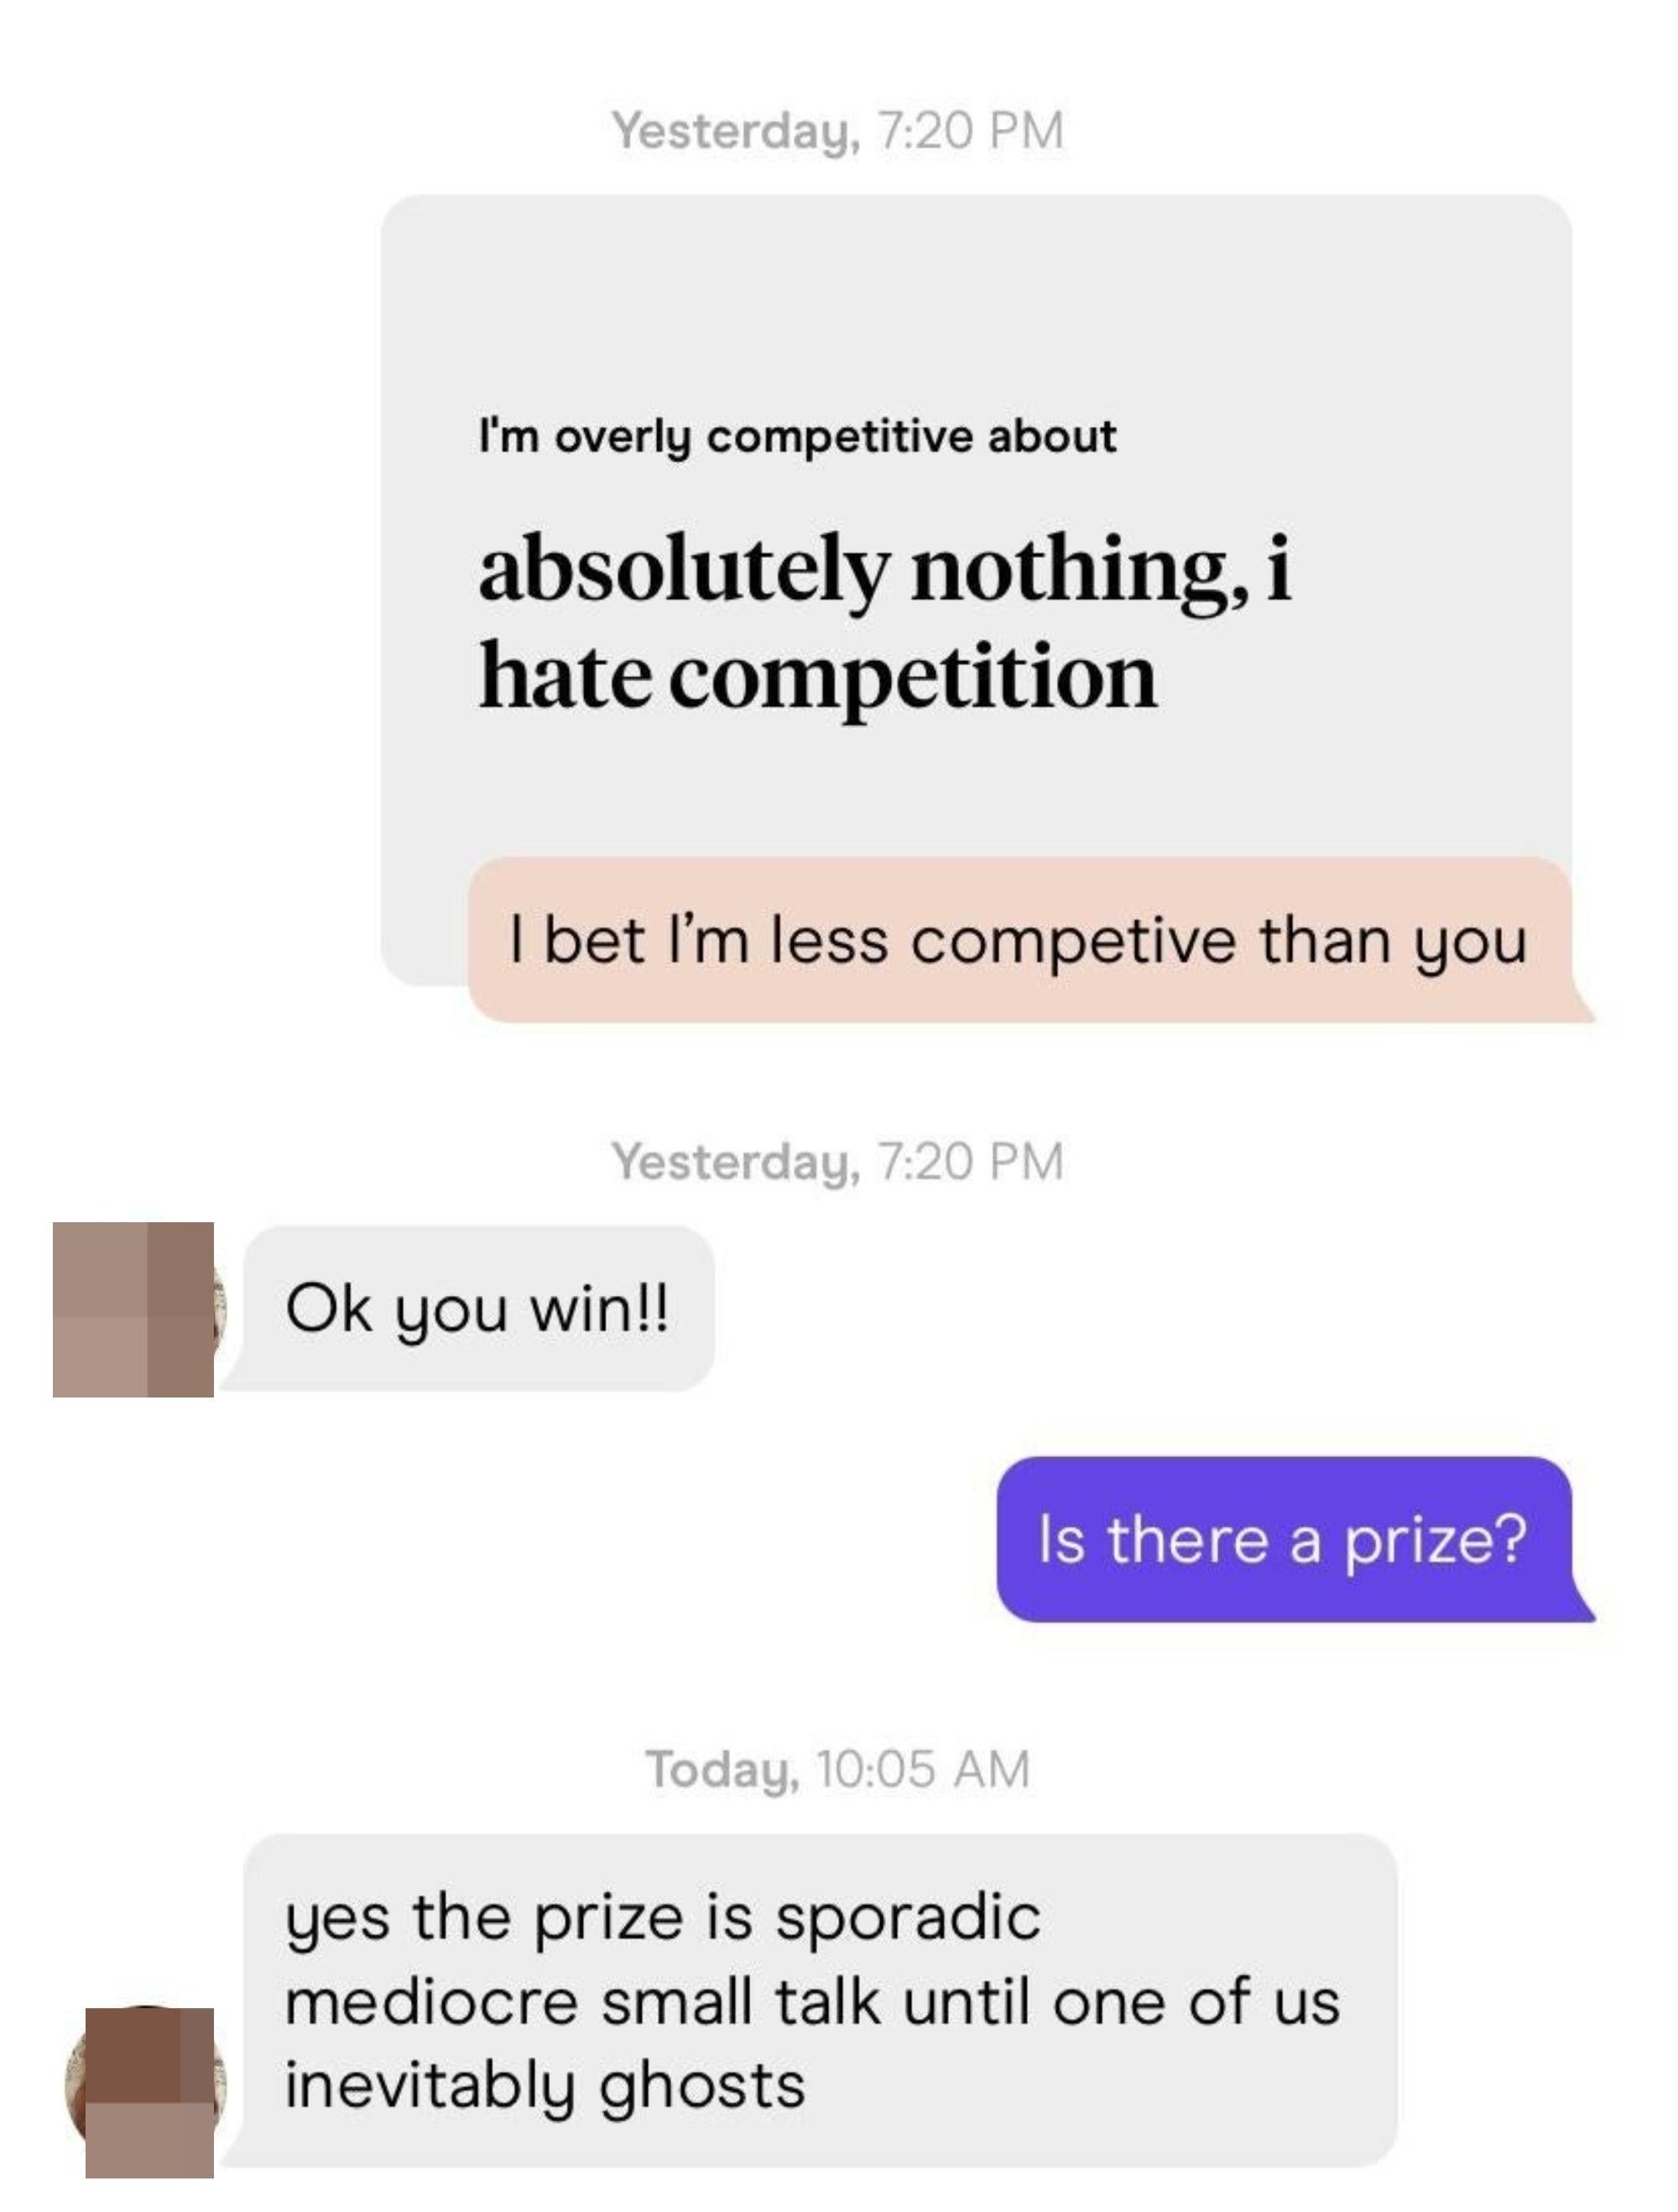 Yesterday, 7:20 PM
I'm overly competitive about
absolutely nothing, i
hate competition
I bet I’m less competive than you
Yesterday, 7:20 PM
Ok you win!!
Is there a prize?
Today, 10:05 AM
yes the prize is sporadic
mediocre small talk until one of us
inevitably ghosts